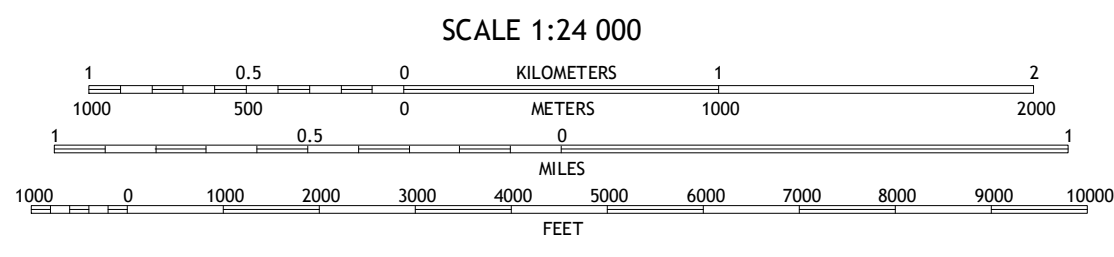 SCALE 1:24 000
1 0.5 0 KILOMETERS 1 2
1000 500 0 METERS 1000 2000
1 0.5 0 1
MILES
1000 0 1000 2000 3000 4000 5000 6000 7000 8000 9000 10000
FEET